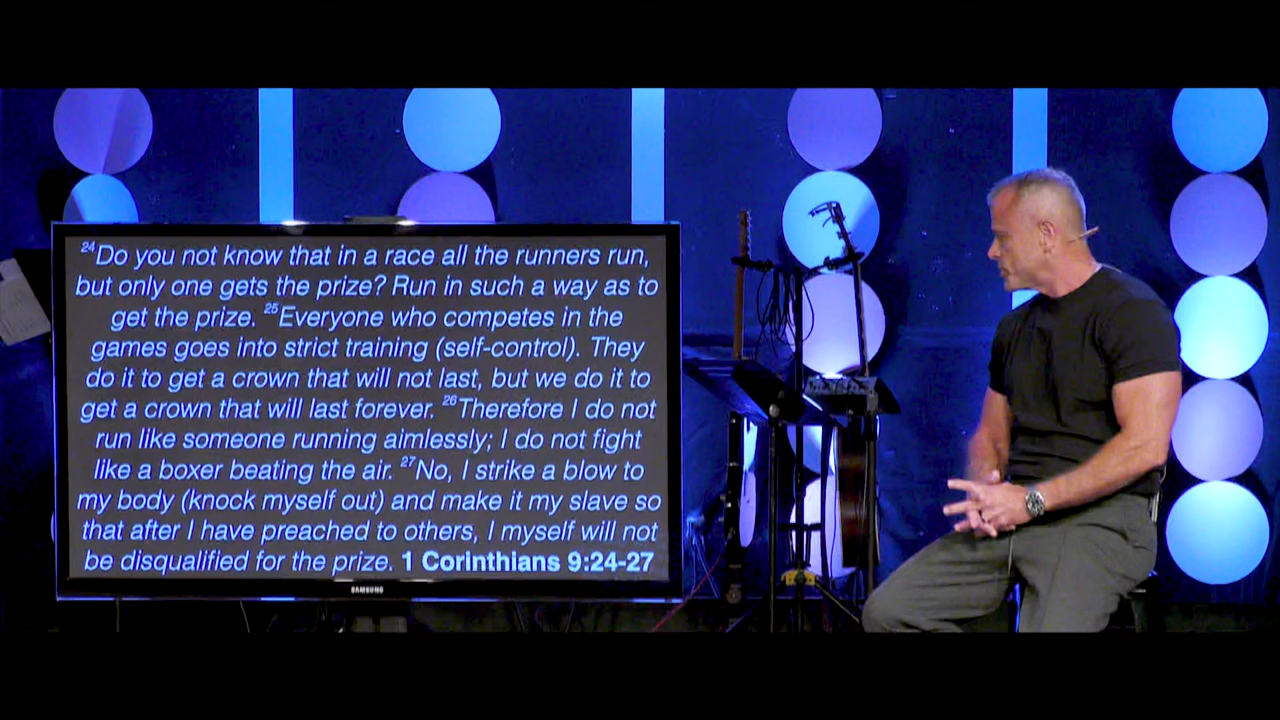 ²⁴Do you not know that in a race all the runners run,
but only one gets the prize? Run in such a way as to
get the prize. ²⁵Everyone who competes in the
games goes into strict training (self-control). They
do it to get a crown that will not last, but we do it to
get a crown that will last forever. ²⁶Therefore I do not
run like someone running aimlessly; I do not fight
like a boxer beating the air. ²⁷No, I strike a blow to
my body (knock myself out) and make it my slave so
that after I have preached to others, I myself will not
be disqualified for the prize. 1 Corinthians 9:24-27
SAMSUNG